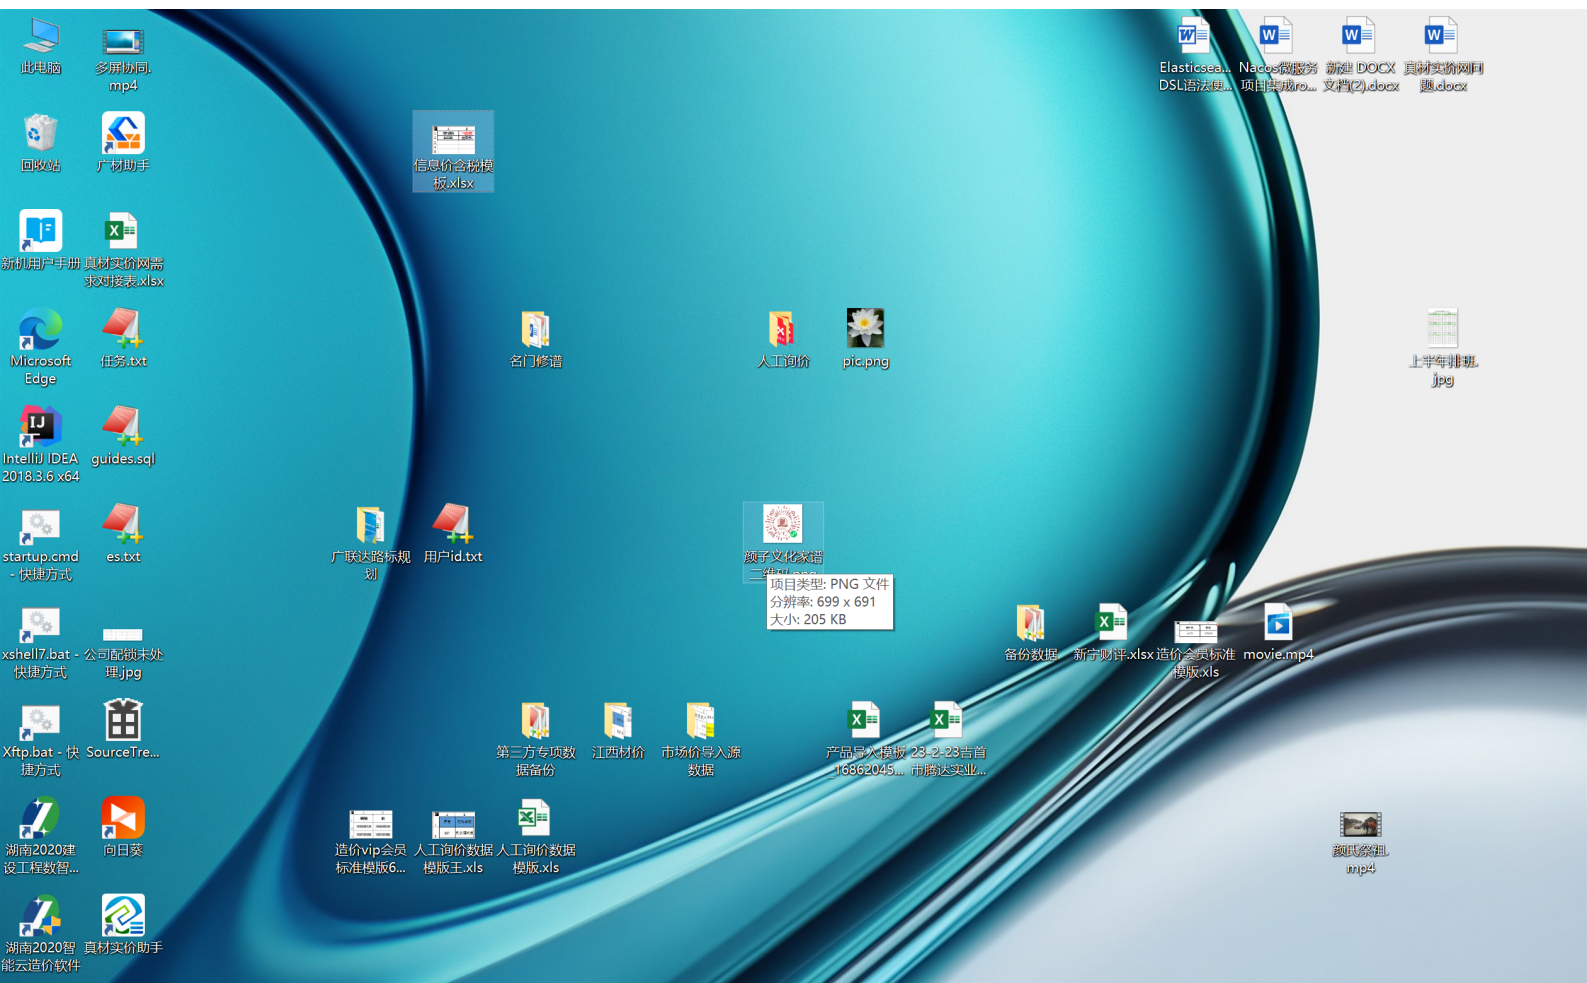 此电脑
多屏协同.
mp4
Elasticsea...
DSL语法使...
Nacos微服务
项目集成ro...
新建 DOCX
文档(2).docx
真材实价网问
题.docx
回收站
广材助手
信息价含税模
板.xlsx
新机用户手册
真材实价网需
求对接表.xlsx
Microsoft
Edge
任务.txt
名门修谱
人工询价
pic.png
上半年排班.
jpg
IntelliJ IDEA
2018.3.6 x64
guides.sql
startup.cmd
- 快捷方式
es.txt
广联达路标规
划
用户id.txt
颜子文化家谱
二维码.png
项目类型: PNG 文件
分辨率: 699 x 691
大小: 205 KB
xshell7.bat -
快捷方式
公司配锁未处
理.jpg
备份数据
新宁财评.xlsx
造价会员标准
模版.xls
movie.mp4
Xftp.bat - 快
捷方式
SourceTre...
第三方专项数
据备份
江西材价
市场价导入源
数据
产品导入模板
_16862045...
23-2-23吉首
市腾达实业...
湖南2020建
设工程数智...
向日葵
造价vip会员
标准模版6...
人工询价数据
模版王.xls
人工询价数据
模版.xls
颜氏祭祖.
mp4
湖南2020智
能云造价软件
真材实价助手